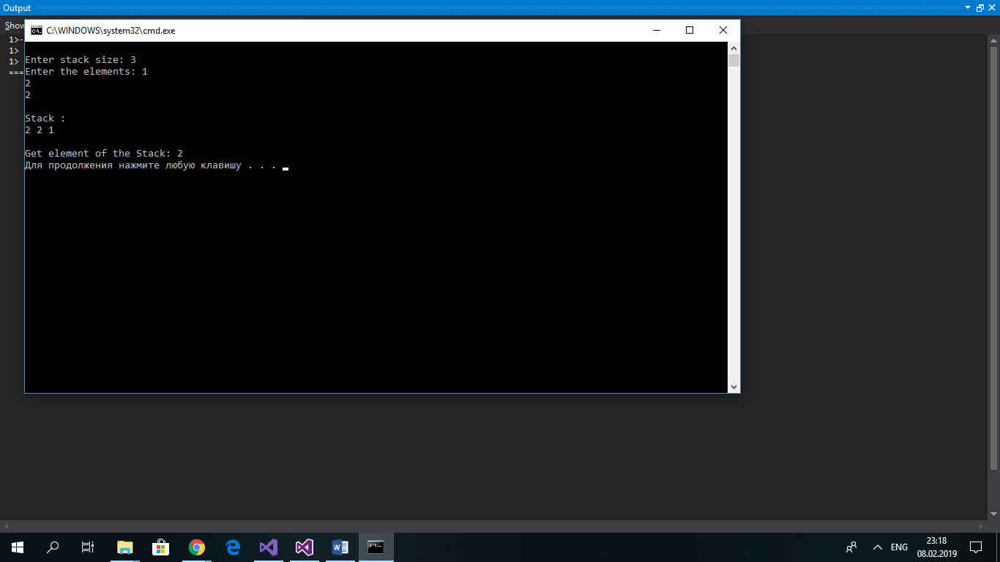 Output
Show
C:\WINDOWS\system32\cmd.exe
1>-
1>
1>
===
Enter stack size: 3
Enter the elements: 1
2
2
Stack :
2 2 1
Get element of the Stack: 2
Для продолжения нажмите любую клавишу . . .
ENG
23:18
08.02.2019